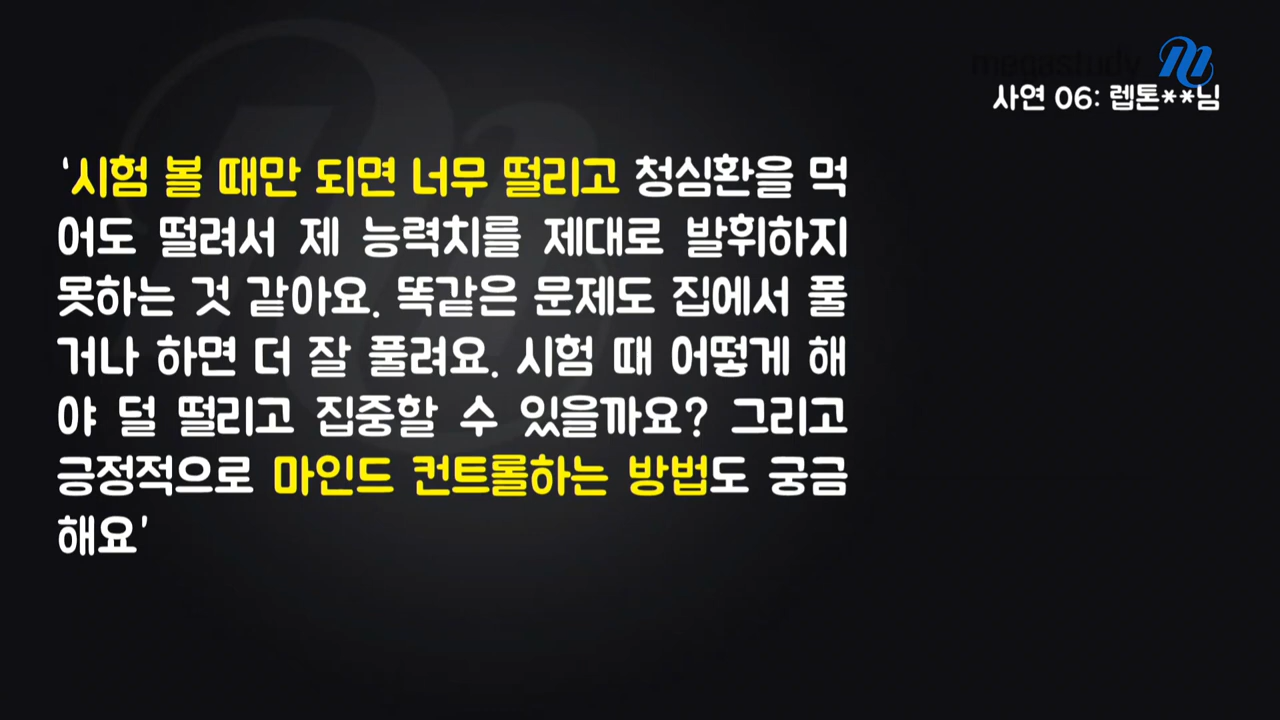 megastudy
사연 06: 렙톤**님
‘시험 볼 때만 되면 너무 떨리고 청심환을 먹
어도 떨려서 제 능력치를 제대로 발휘하지
못하는 것 같아요. 똑같은 문제도 집에서 풀
거나 하면 더 잘 풀려요. 시험 때 어떻게 해
야 덜 떨리고 집중할 수 있을까요? 그리고
긍정적으로 마인드 컨트롤하는 방법도 궁금
해요’